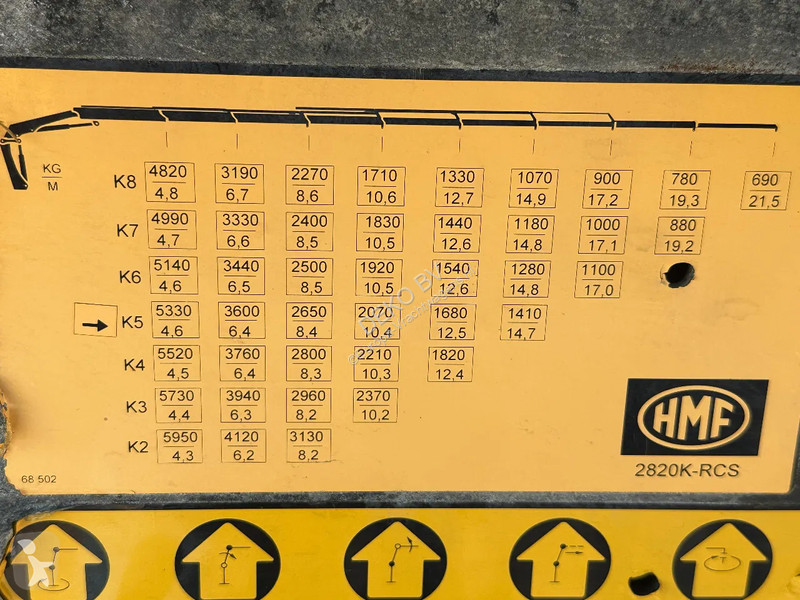 KG
M
K8 4820 3190 2270 1710 1330 1070 900 780 690
4,8 6,7 8,6 10,6 12,7 14,9 17,2 19,3 21,5
K7 4990 3330 2400 1830 1440 1180 1000 880
4,7 6,6 8,5 10,5 12,6 14,8 17,1 19,2
K6 5140 3440 2500 1920 1540 1280 1100
4,6 6,5 8,5 10,5 12,6 14,8 17,0
K5 5330 3600 2650 2070 1680 1410
4,6 6,4 8,4 10,4 12,5 14,7
K4 5520 3760 2800 2210 1820
4,5 6,4 8,3 10,3 12,4
K3 5730 3940 2960 2370
4,4 6,3 8,2 10,2
K2 5950 4120 3130
4,3 6,2 8,2
HMF
2820K-RCS
68 502